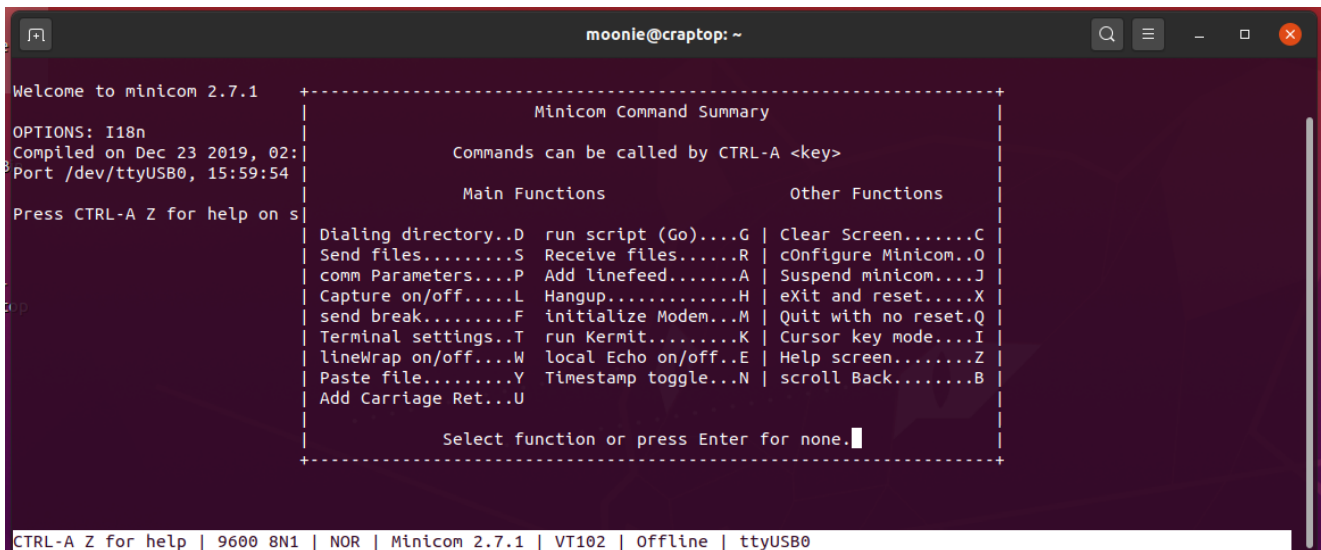 moonie@craptop: ~
Welcome to minicom 2.7.1
OPTIONS: I18n
Compiled on Dec 23 2019, 02:
Port /dev/ttyUSB0, 15:59:54
Press CTRL-A Z for help on s
Minicom Command Summary
Commands can be called by CTRL-A <key>
Main Functions Other Functions
Dialing directory..D run script (Go)....G | Clear Screen.......C
Send files.........S Receive files......R | cOnfigure Minicom..O
comm Parameters....P Add linefeed.......A | Suspend minicom....J
Capture on/off.....L Hangup.............H | eXit and reset.....X
send break.........F initialize Modem...M | Quit with no reset.Q
Terminal settings..T run Kermit.........K | Cursor key mode....I
lineWrap on/off....W local Echo on/off..E | Help screen........Z
Paste file.........Y Timestamp toggle...N | scroll Back........B
Add Carriage Ret...U
Select function or press Enter for none.
CTRL-A Z for help | 9600 8N1 | NOR | Minicom 2.7.1 | VT102 | Offline | ttyUSB0